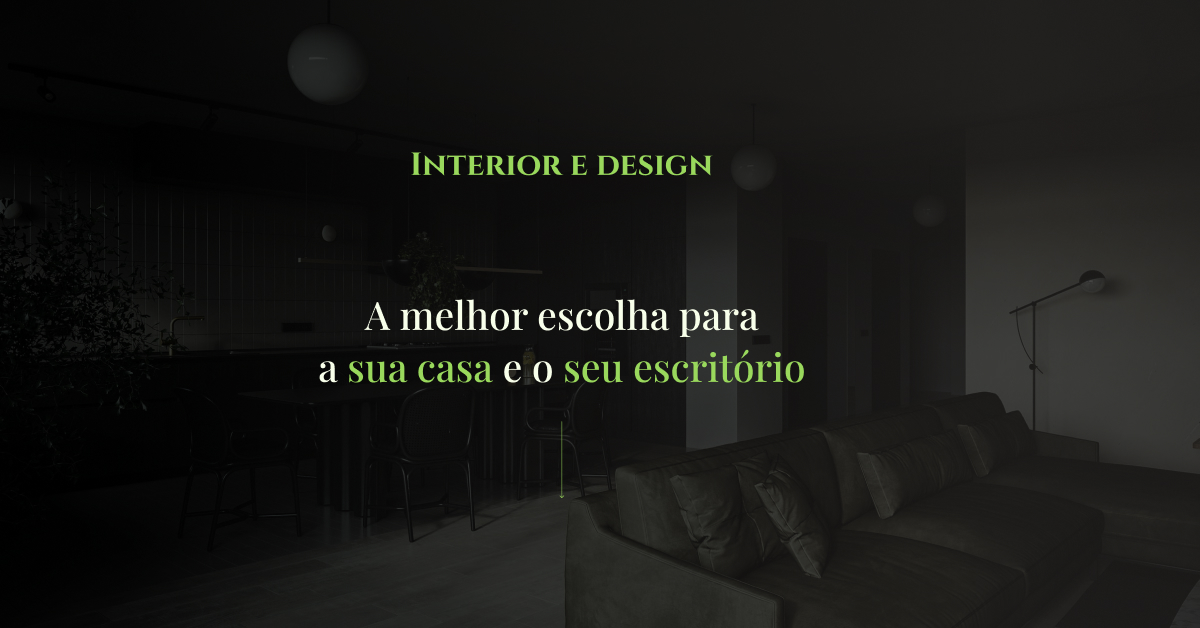 Interior e design
A melhor escolha para
a sua casa e o seu escritório